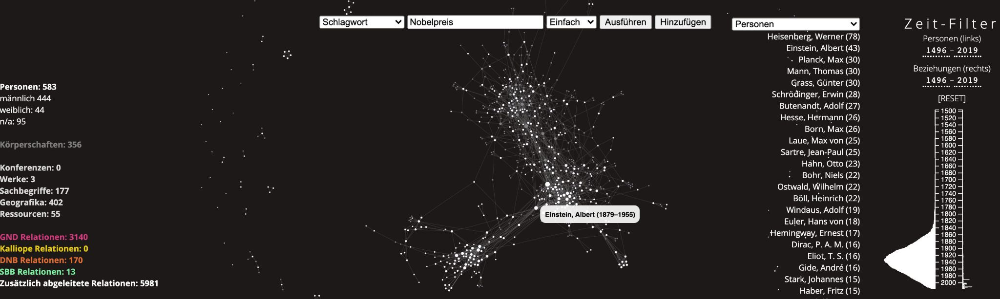 Schlagwort Nobelpreis Einfach Ausführen Hinzufügen
Personen: 583
männlich 444
weiblich: 44
n/a: 95
Körperschaften: 356
Konferenzen: 0
Werke: 3
Sachbegriffe: 177
Geografika: 402
Ressourcen: 55
GND Relationen: 3140
Kalliope Relationen: 0
DNB Relationen: 170
SBB Relationen: 13
Zusätzlich abgeleitete Relationen: 5981
Einstein, Albert (1879–1955)
Personen
Heisenberg, Werner (78)
Einstein, Albert (43)
Planck, Max (30)
Mann, Thomas (30)
Grass, Günter (30)
Schrödinger, Erwin (28)
Butenandt, Adolf (27)
Hesse, Hermann (26)
Born, Max (26)
Laue, Max von (25)
Sartre, Jean-Paul (25)
Hahn, Otto (23)
Bohr, Niels (22)
Ostwald, Wilhelm (22)
Böll, Heinrich (22)
Windaus, Adolf (19)
Euler, Hans von (18)
Hemingway, Ernest (17)
Dirac, P. A. M. (16)
Eliot, T. S. (16)
Gide, André (16)
Stark, Johannes (15)
Haber, Fritz (15)
Zeit-Filter
Personen (links)
1496 – 2019
Beziehungen (rechts)
1496 – 2019
[RESET]
1500
1520
1540
1560
1580
1600
1620
1640
1660
1680
1700
1720
1740
1760
1780
1800
1820
1840
1860
1880
1900
1920
1940
1960
1980
2000